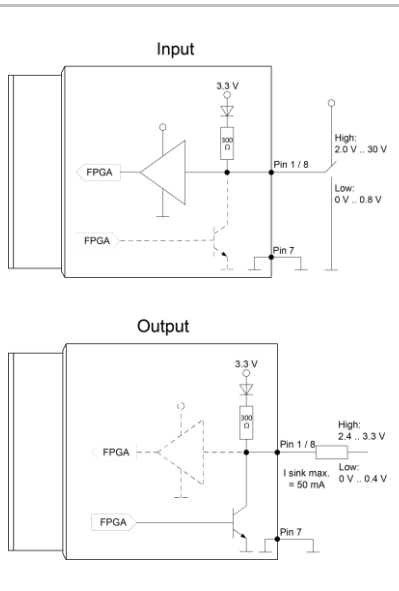 Input
3.3 V
300
Ω
High:
2.0 V .. 30 V
Pin 1 / 8
FPGA
Low:
0 V .. 0.8 V
FPGA
Pin 7
Output
3.3 V
300
Ω
High:
2.4 .. 3.3 V
Pin 1 / 8
FPGA
I sink max.
= 50 mA
Low:
0 V .. 0.4 V
FPGA
Pin 7